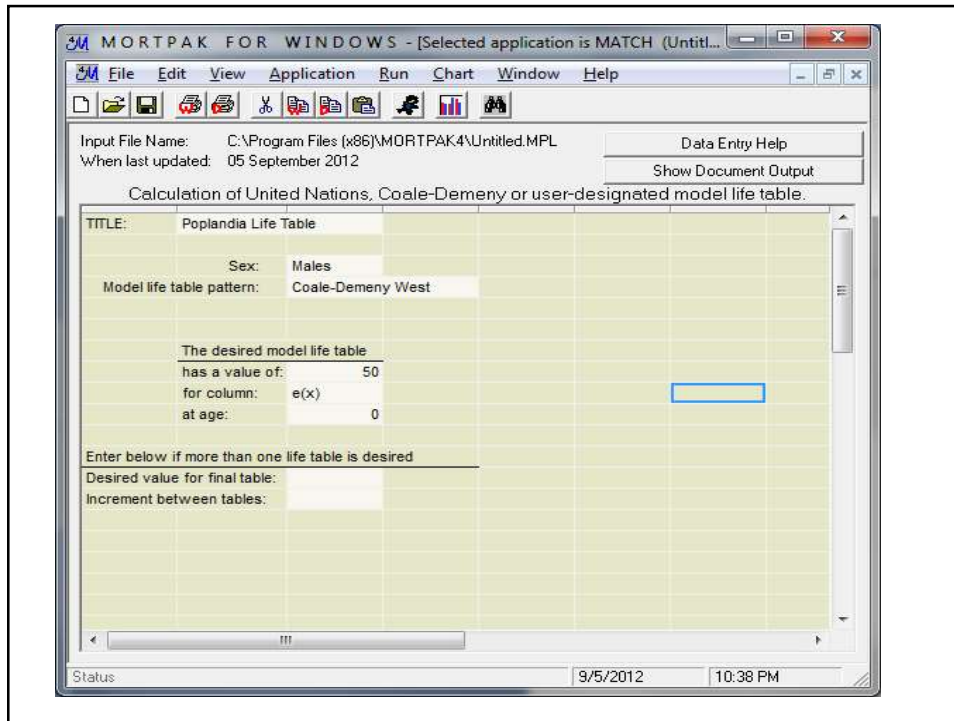 MORTPAK FOR WINDOWS - [Selected application is MATCH (Untitl...
File Edit View Application Run Chart Window Help
Input File Name: C:\Program Files (x86)\MORTPAK4\Untitled.MPL
Data Entry Help
When last updated: 05 September 2012
Show Document Output
Calculation of United Nations, Coale-Demeny or user-designated model life table.
TITLE: Poplandia Life Table
Sex: Males
Model life table pattern: Coale-Demeny West
The desired model life table
has a value of: 50
for column: e(x)
at age: 0
Enter below if more than one life table is desired
Desired value for final table:
Increment between tables:
Status 9/5/2012 10:38 PM